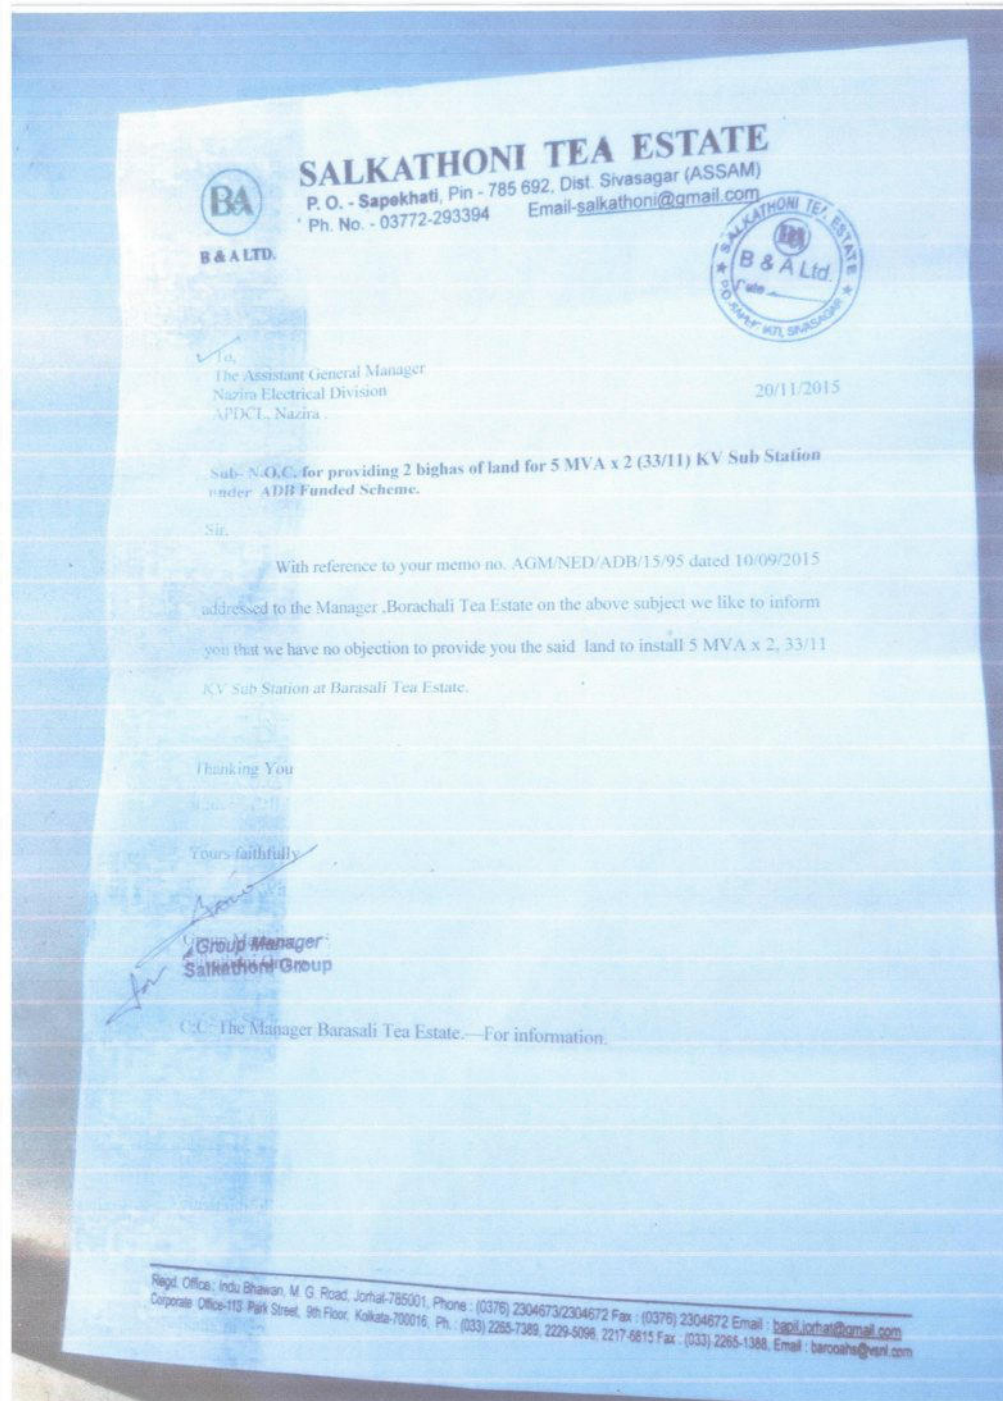 BA
B & A LTD.
SALKATHONI TEA ESTATE
P. O. - Sapekhati, Pin - 785 692, Dist. Sivasagar (ASSAM)
Ph. No. - 03772-293394 Email-salkathoni@gmail.com
SALKATHONI TEA ESTATE
B & A Ltd.
Date
SIVASAGAR
To,
The Assistant General Manager
Nazira Electrical Division
APDCL, Nazira .
20/11/2015
Sub- N.O.C. for providing 2 bighas of land for 5 MVA x 2 (33/11) KV Sub Station
under ADB Funded Scheme.
Sir,
With reference to your memo no. AGM/NED/ADB/15/95 dated 10/09/2015
addressed to the Manager ,Borachali Tea Estate on the above subject we like to inform
you that we have no objection to provide you the said land to install 5 MVA x 2, 33/11
KV Sub Station at Barasali Tea Estate.
Thanking You
Yours faithfully
Group Manager
Salkathoni Group
for
C.C. The Manager Barasali Tea Estate.—For information.
Regd. Office : Indu Bhawan, M. G. Road, Jorhat-785001, Phone : (0376) 2304673/2304672 Fax : (0376) 2304672 Email : bapil.jorhat@gmail.com
Corporate Office-113 Park Street, 9th Floor, Kolkata-700016, Ph. : (033) 2265-7389, 2229-5098, 2217-6815 Fax : (033) 2265-1388, Email : barooahs@vsnl.com